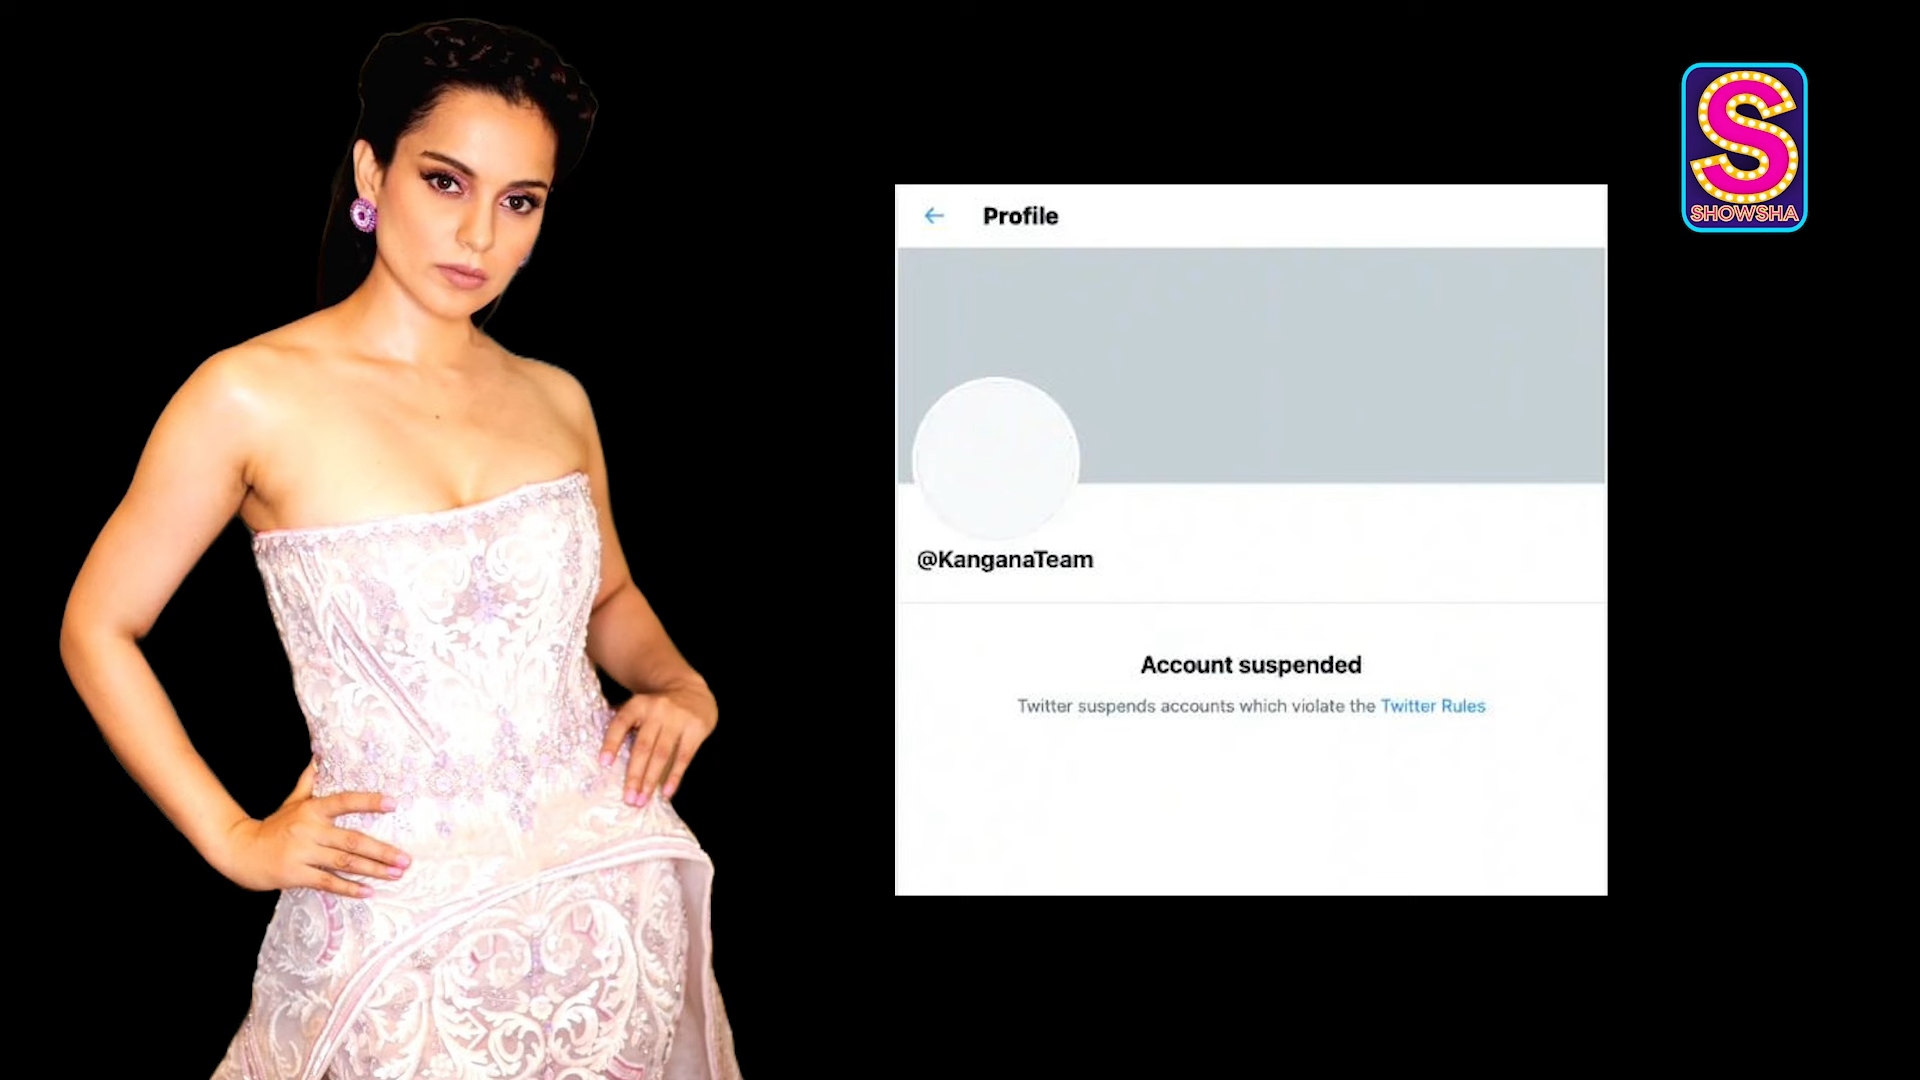 Profile
@KanganaTeam
Account suspended
Twitter suspends accounts which violate the Twitter Rules
S
SHOWSHA